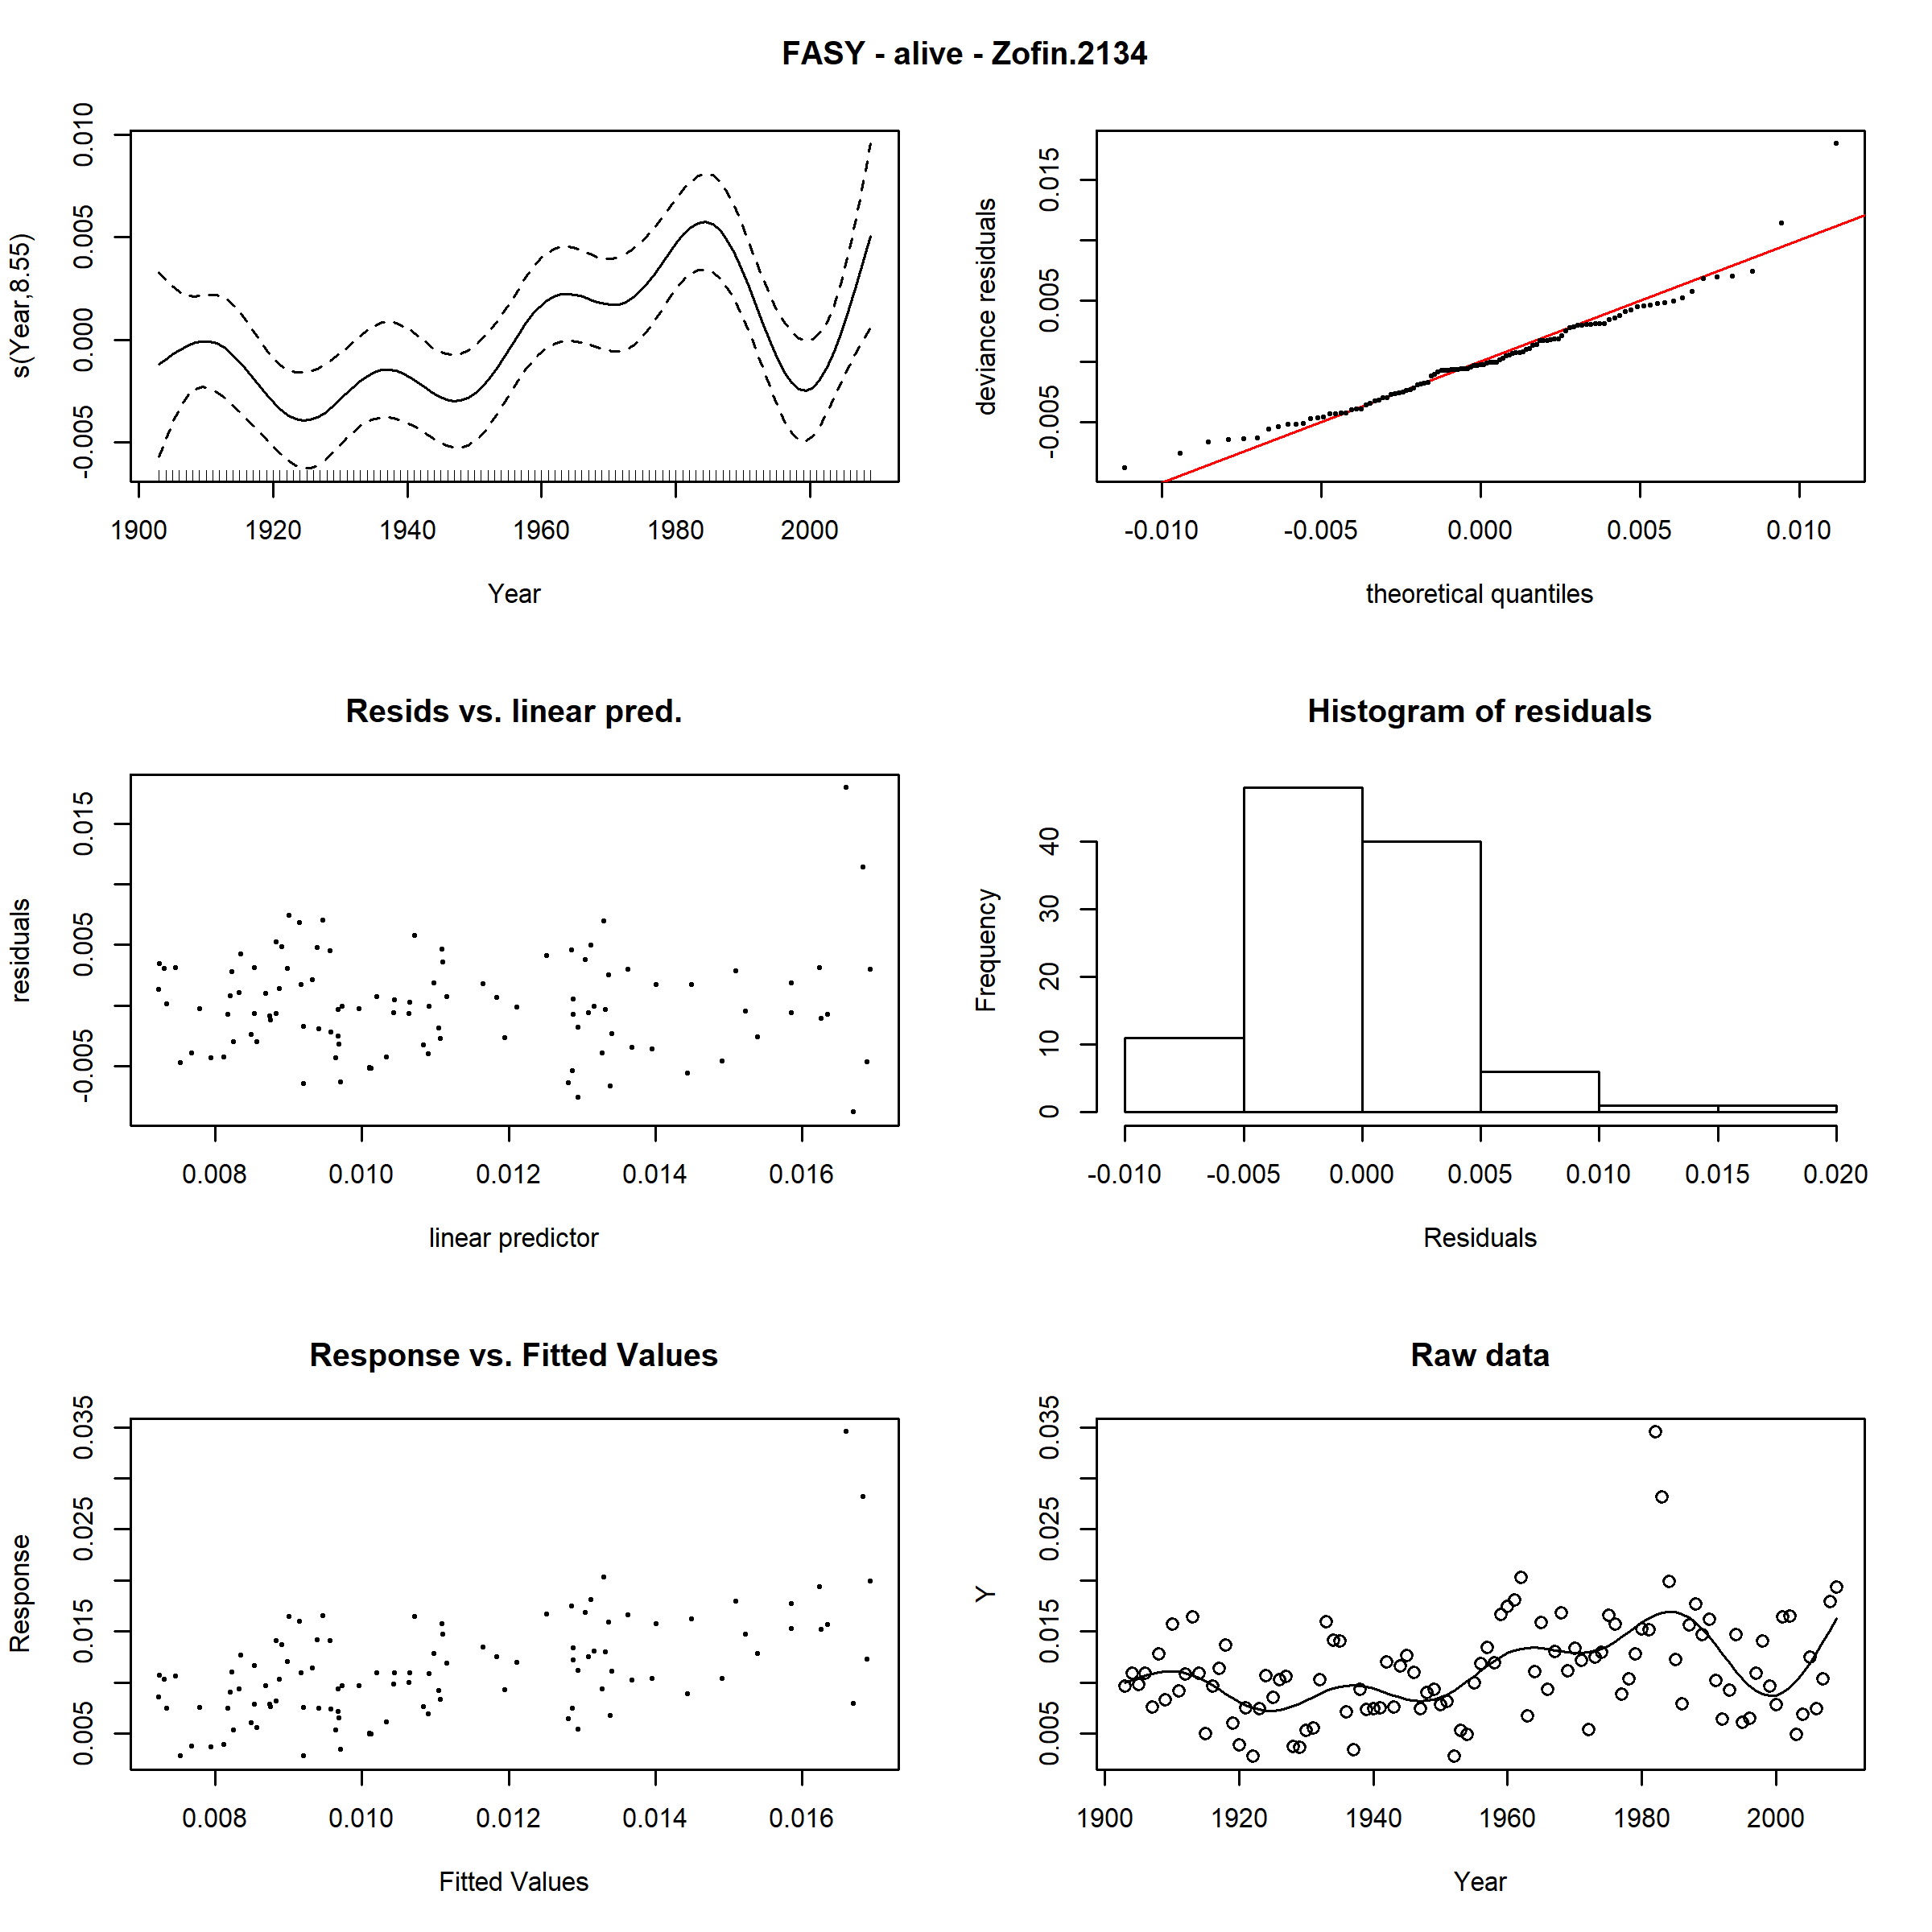 FASY - alive - Zofin.2134
s(Year,8.55)
-0.005 0.000 0.005 0.010
1900 1920 1940 1960 1980 2000
Year
deviance residuals
-0.005 0.005 0.015
-0.010 -0.005 0.000 0.005 0.010
theoretical quantiles
Resids vs. linear pred.
residuals
-0.005 0.005 0.015
0.008 0.010 0.012 0.014 0.016
linear predictor
Histogram of residuals
Frequency
0 10 20 30 40
-0.010 -0.005 0.000 0.005 0.010 0.015 0.020
Residuals
Response vs. Fitted Values
Response
0.005 0.015 0.025 0.035
0.008 0.010 0.012 0.014 0.016
Fitted Values
Raw data
Y
0.005 0.015 0.025 0.035
1900 1920 1940 1960 1980 2000
Year